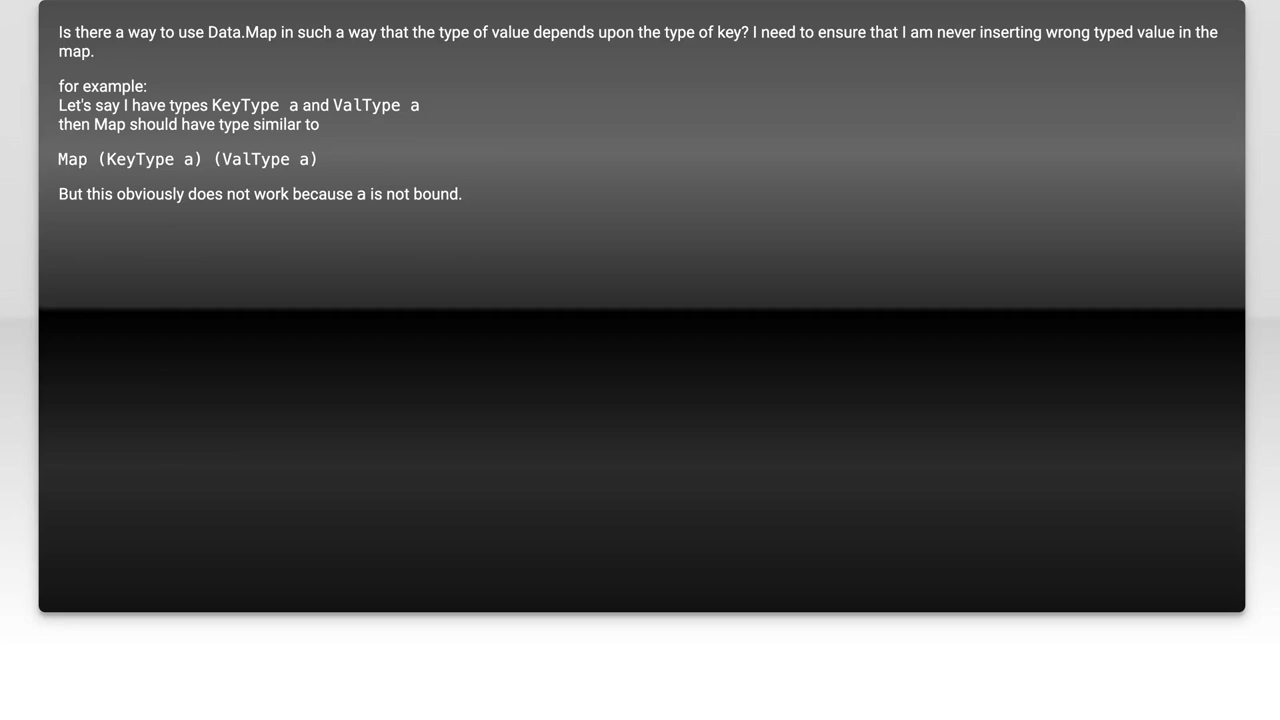 Is there a way to use Data.Map in such a way that the type of value depends upon the type of key? I need to ensure that I am never inserting wrong typed value in the
map.
for example:
Let's say I have types KeyType a and ValType a
then Map should have type similar to
Map (KeyType a) (ValType a)
But this obviously does not work because a is not bound.